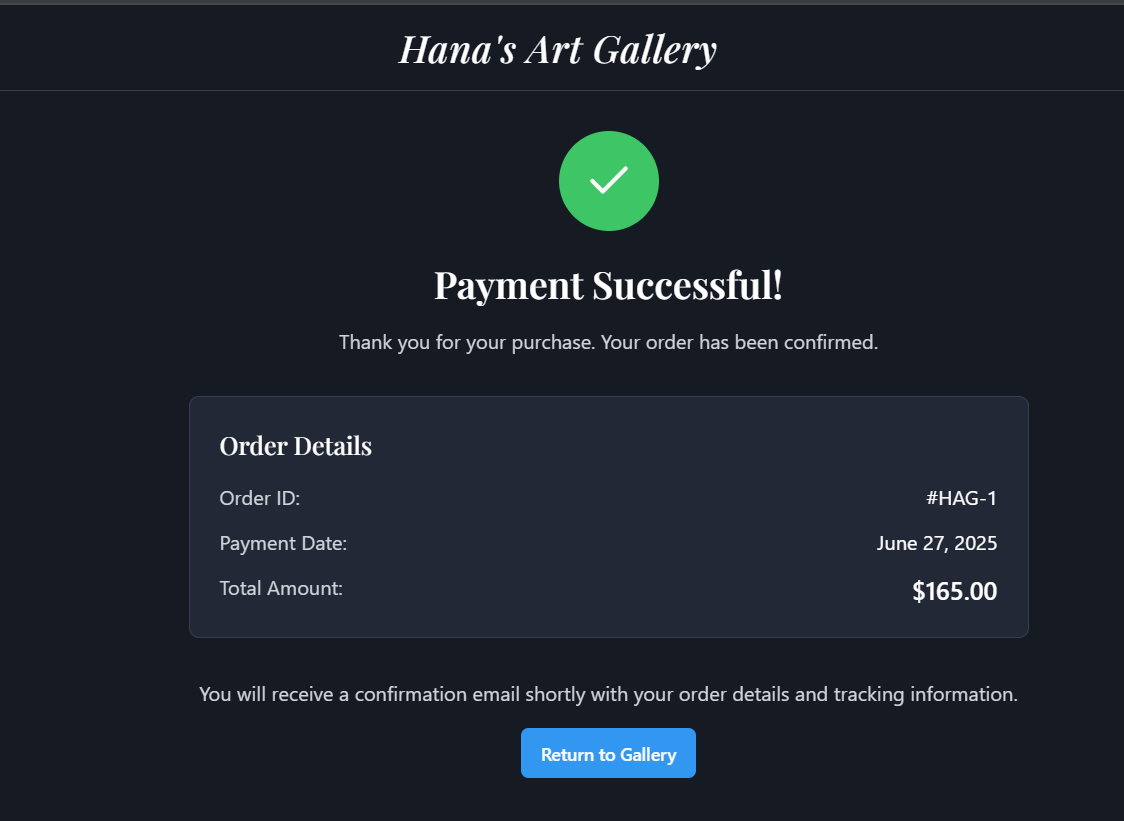 Hana's Art Gallery
Payment Successful!
Thank you for your purchase. Your order has been confirmed.
Order Details
Order ID: #HAG-1
Payment Date: June 27, 2025
Total Amount: $165.00
You will receive a confirmation email shortly with your order details and tracking information.
Return to Gallery